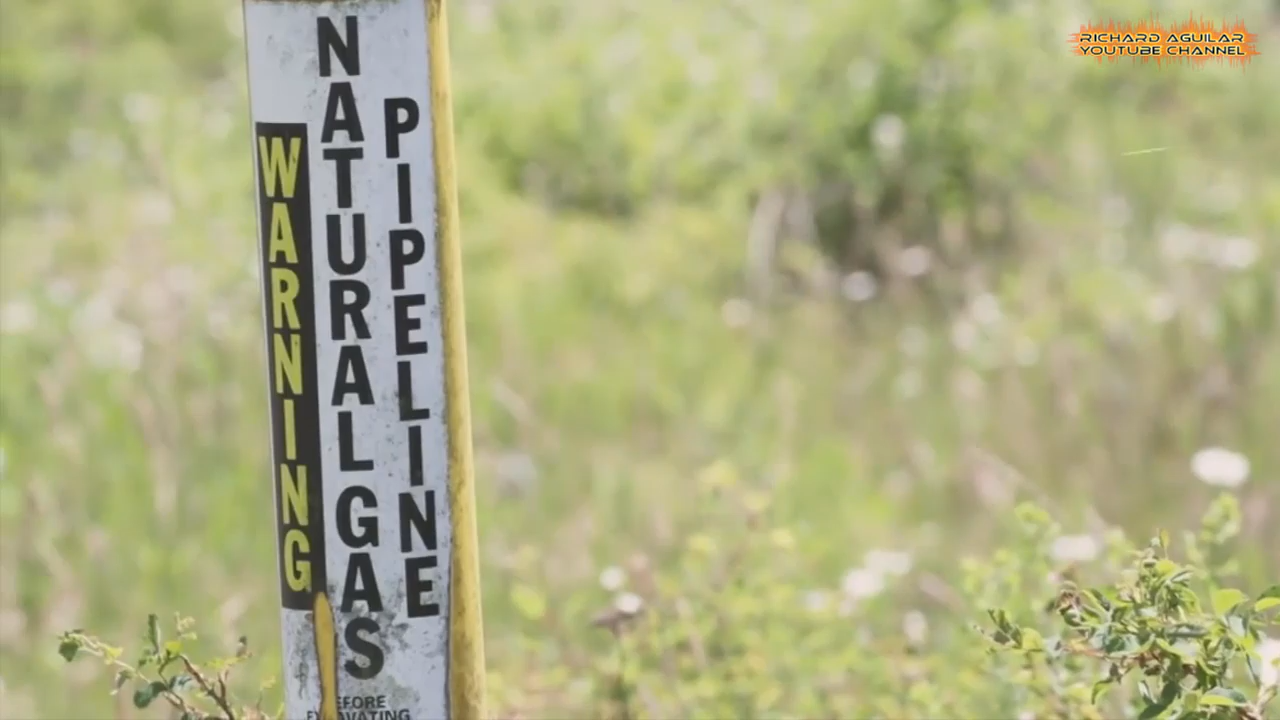 RICHARD AGUILAR
YOUTUBE CHANNEL
WARNING
NATURAL GAS
PIPELINE